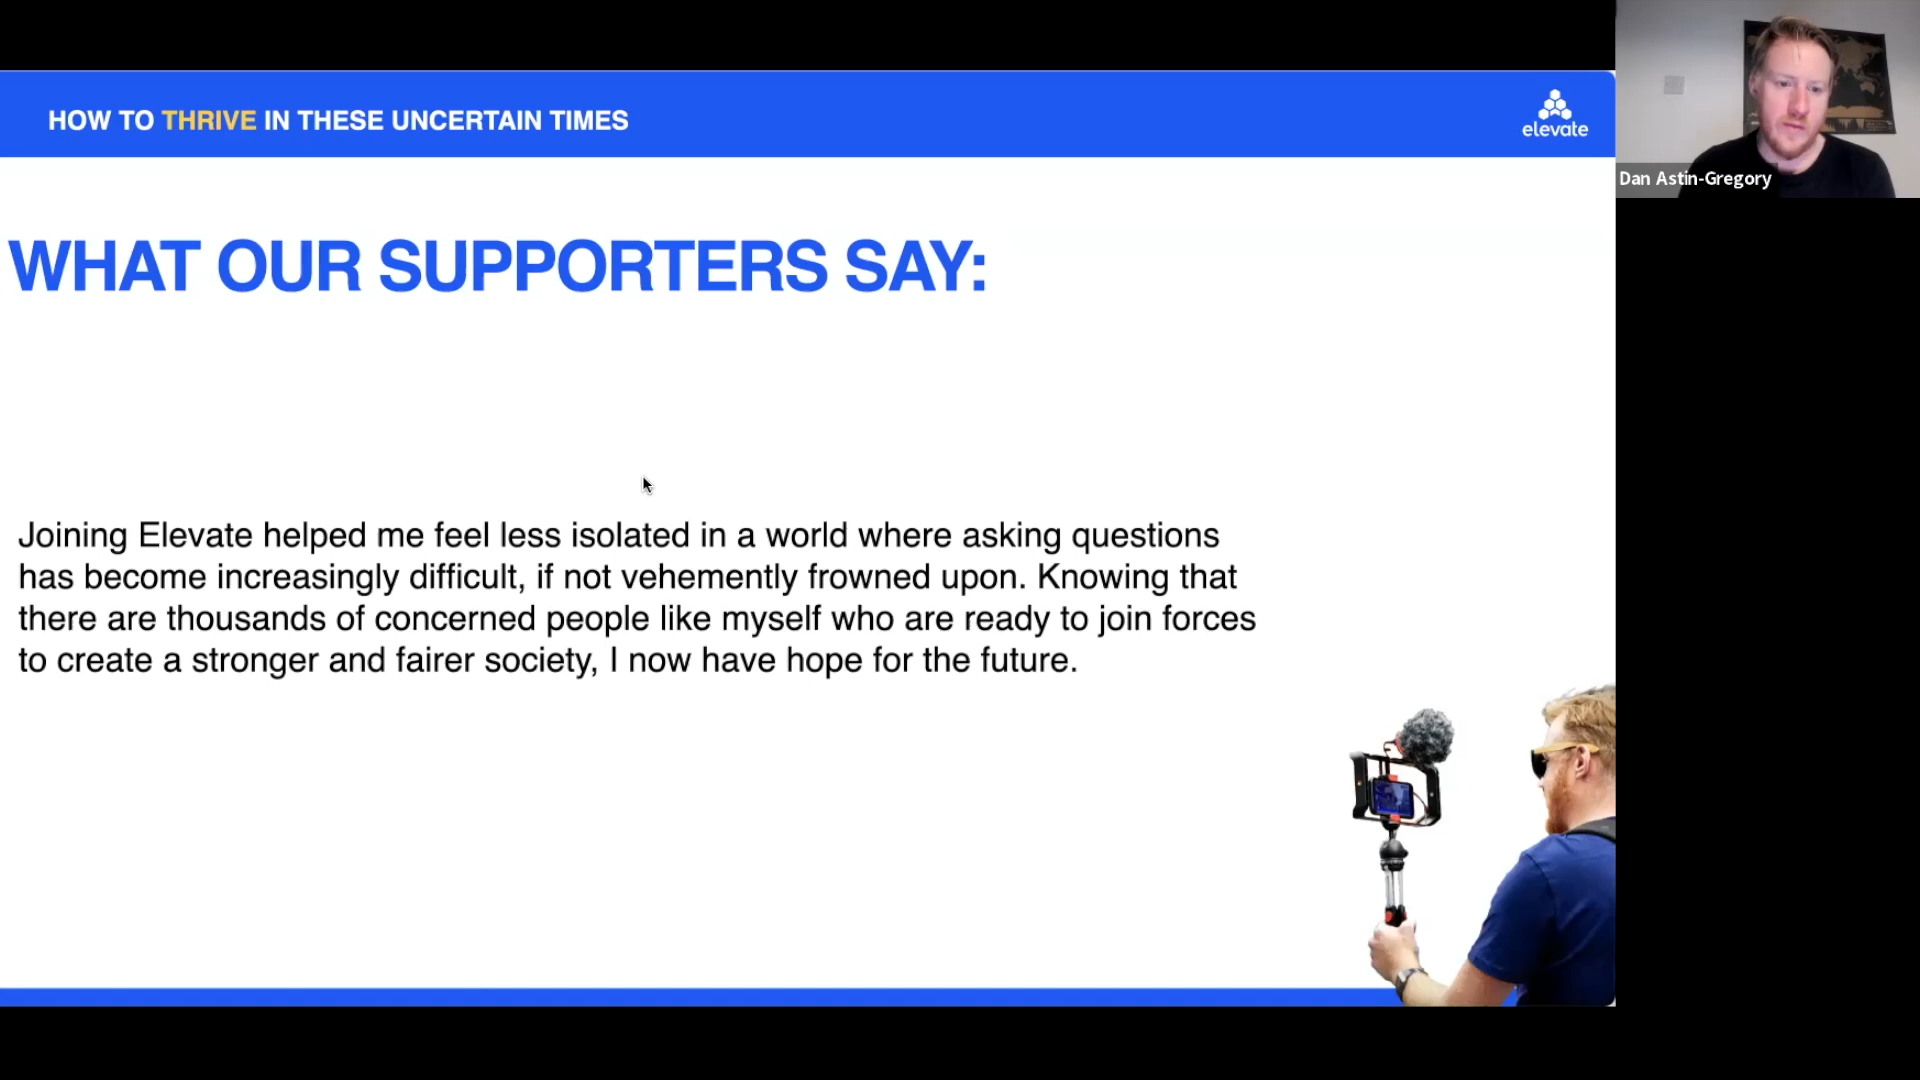 HOW TO THRIVE IN THESE UNCERTAIN TIMES
elevate
Dan Astin-Gregory
WHAT OUR SUPPORTERS SAY:
Joining Elevate helped me feel less isolated in a world where asking questions
has become increasingly difficult, if not vehemently frowned upon. Knowing that
there are thousands of concerned people like myself who are ready to join forces
to create a stronger and fairer society, I now have hope for the future.